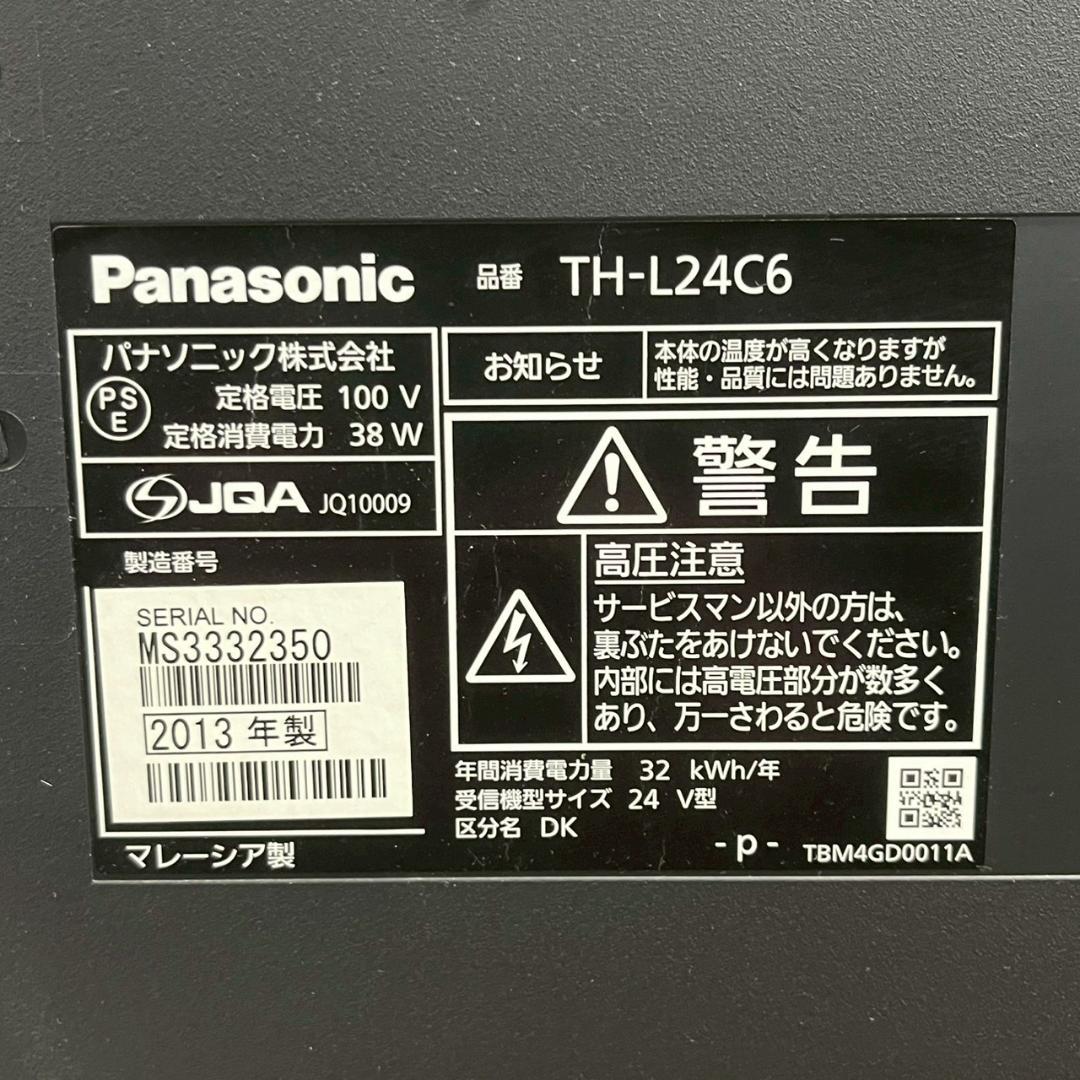 Panasonic 品番 TH-L24C6
パナソニック株式会社
PS
E
定格電圧 100 V
定格消費電力 38 W
JQA JQ10009
製造番号
SERIAL NO.
MS3332350
2013 年製
マレーシア製
お知らせ
本体の温度が高くなりますが
性能・品質には問題ありません。
警告
高圧注意
サービスマン以外の方は、
裏ぶたをあけないでください。
内部には高電圧部分が数多く
あり、万一さわると危険です。
年間消費電力量 32 kWh/年
受信機型サイズ 24 V型
区分名 DK
- p -
TBM4GD0011A